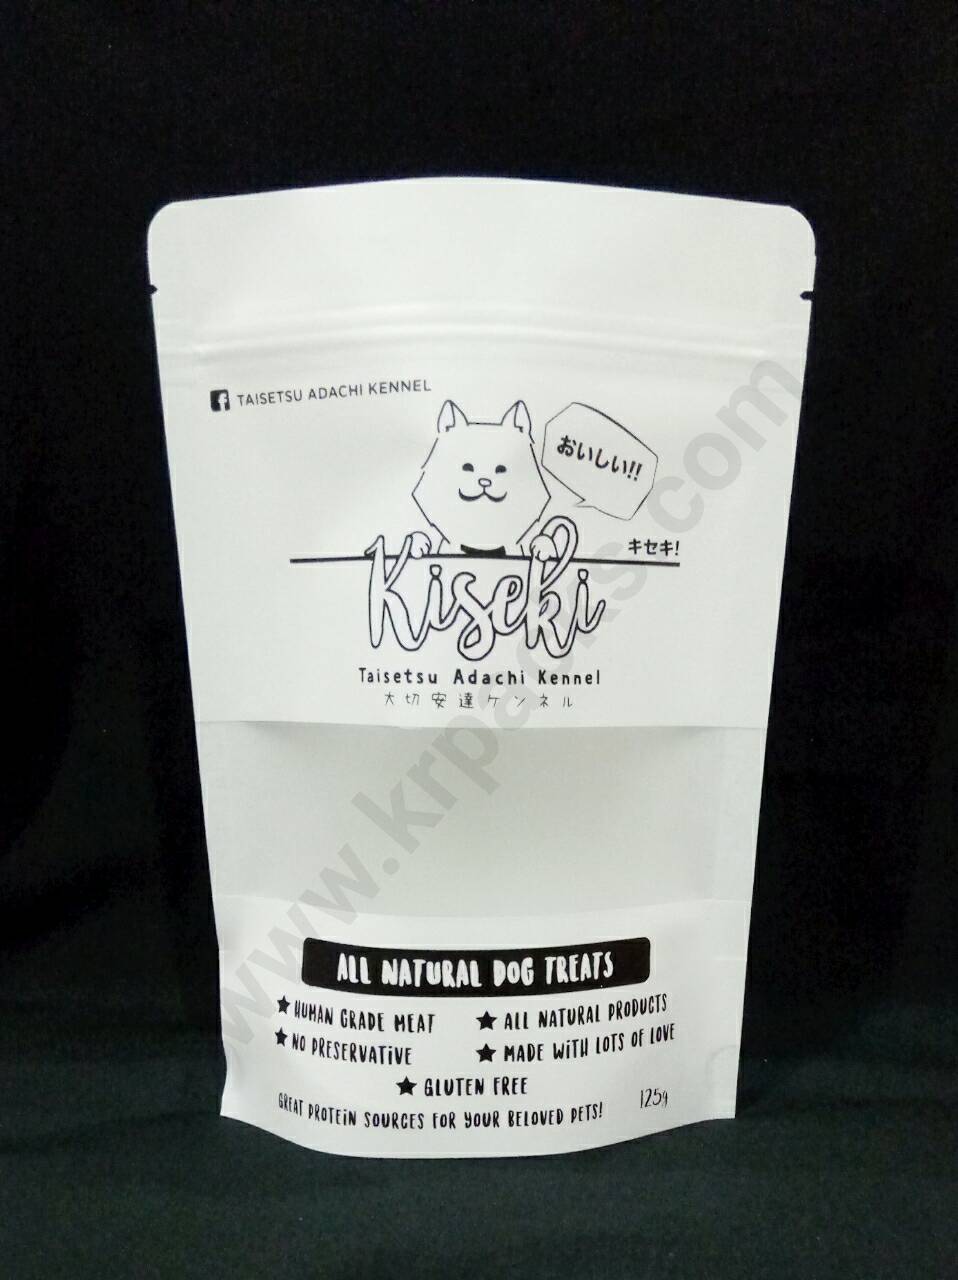 TAISETSU ADACHI KENNEL
おいしい!!
キセキ!
Kiseki
Taisetsu Adachi Kennel
大切安達ケンネル
ALL NATURAL DOG TREATS
★ HUMAN GRADE MEAT
★ ALL NATURAL PRODUCTS
★ NO PRESERVATiVE
★ MADE WiTH LOTS OF LOVE
★ GLUTEN FREE
GREAT PROTEiN SOURCES FOR YOUR BELOVED PETS!
125g
www.krpacks.com